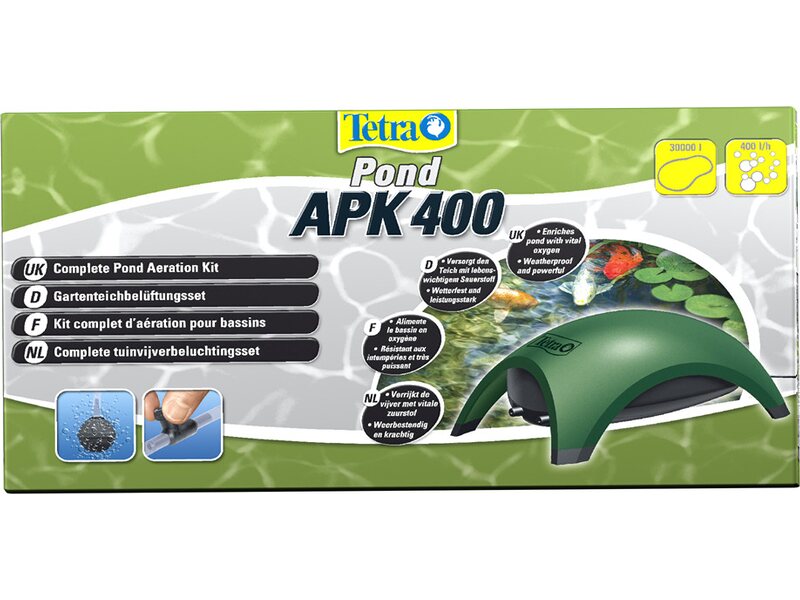 Tetra
Pond
APK 400
30000 l
400 l/h
UK Complete Pond Aeration Kit
D Gartenteichbelüftungsset
F Kit complet d'aération pour bassins
NL Complete tuinvijverbeluchtingsset
UK
• Enriches
pond with vital
oxygen
• Weatherproof
and powerful
D
• Versorgt den
Teich mit lebens-
wichtigem Sauerstoff
• Wetterfest und
leistungsstark
F
• Alimente
le bassin en
oxygène
• Résistant aux
intempéries et très
puissant
NL
• Verrijkt de
vijver met vitale
zuurstof
• Weerbestendig
en krachtig
Tetra